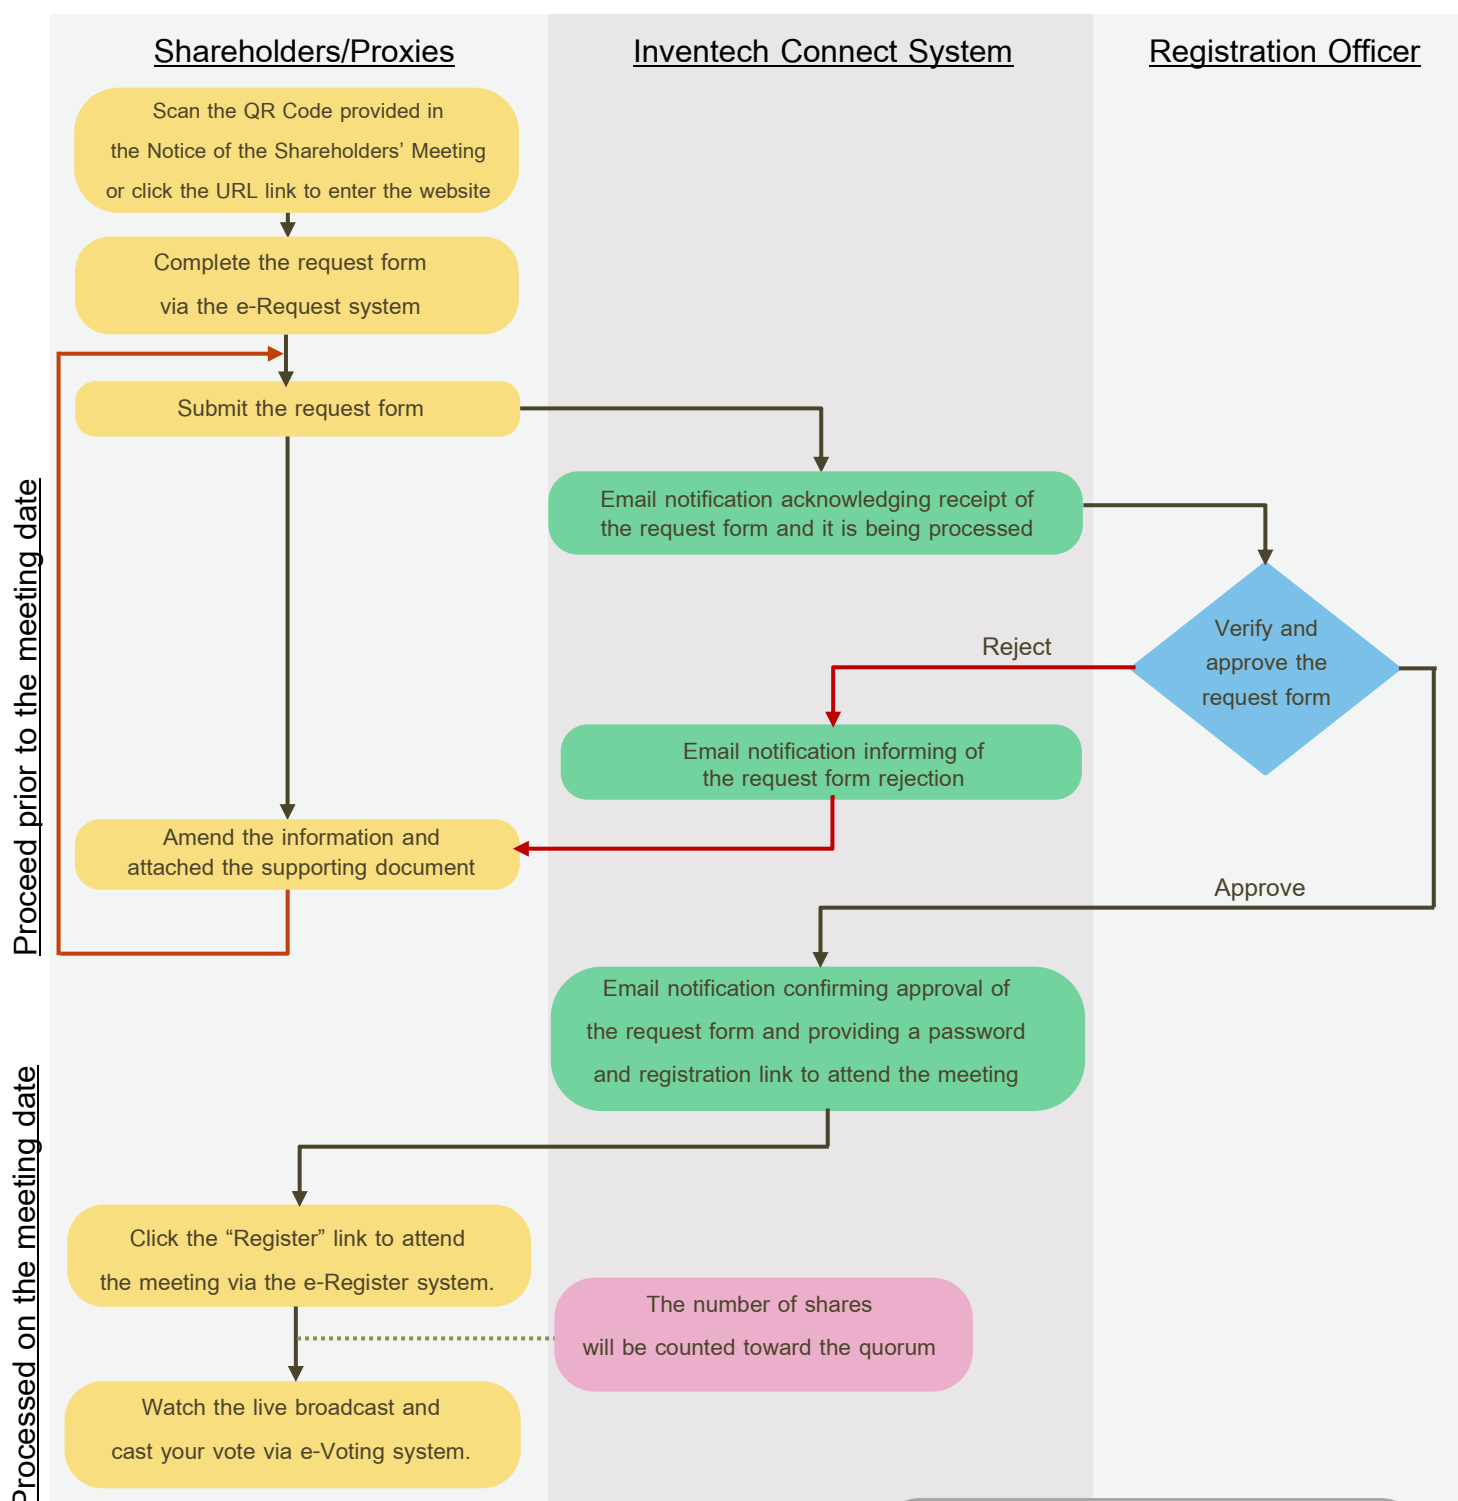 Shareholders/Proxies
Inventech Connect System
Registration Officer
Scan the QR Code provided in
the Notice of the Shareholders’ Meeting
or click the URL link to enter the website
Complete the request form
via the e-Request system
Submit the request form
Email notification acknowledging receipt of
the request form and it is being processed
Verify and
approve the
request form
Reject
Email notification informing of
the request form rejection
Amend the information and
attached the supporting document
Approve
Email notification confirming approval of
the request form and providing a password
and registration link to attend the meeting
Click the “Register” link to attend
the meeting via the e-Register system.
The number of shares
will be counted toward the quorum
Watch the live broadcast and
cast your vote via e-Voting system.
Proceed prior to the meeting date
Processed on the meeting date